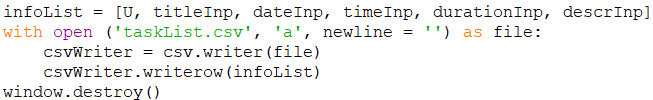 infoList = [U, titleInp, dateInp, timeInp, durationInp, descrInp]
with open ('taskList.csv', 'a', newline = '') as file:
    csvWriter = csv.writer(file)
    csvWriter.writerow(infoList)
window.destroy()